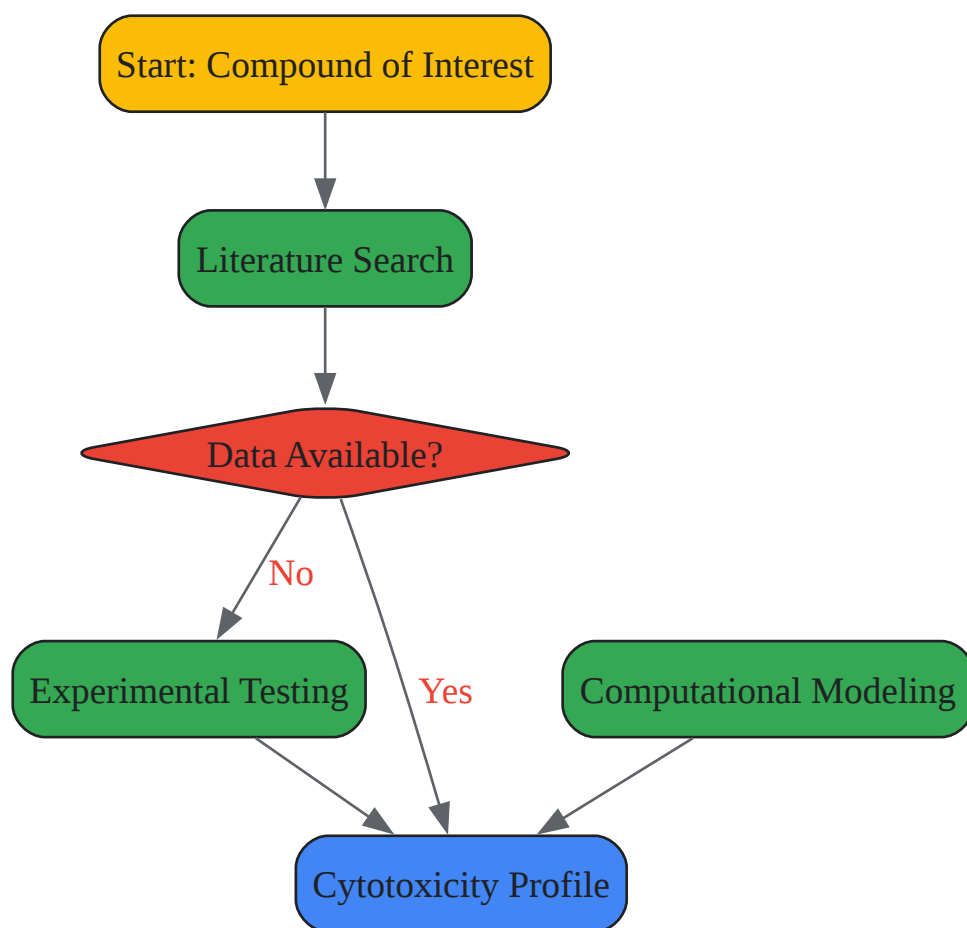 Start: Compound of Interest
Literature Search
Data Available?
No
Yes
Experimental Testing
Computational Modeling
Cytotoxicity Profile